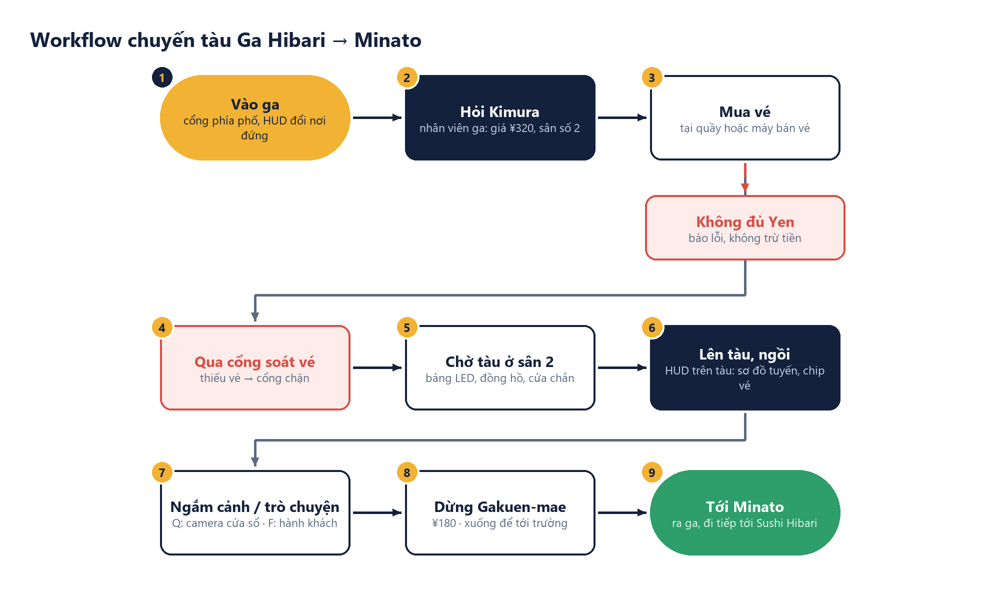 Workflow chuyến tàu Ga Hibari → Minato
1
Vào ga
cổng phía phố, HUD đổi nơi
đứng
2
Hỏi Kimura
nhân viên ga: giá ¥320, sân số 2
3
Mua vé
tại quầy hoặc máy bán vé
Không đủ Yen
báo lỗi, không trừ tiền
4
Qua cổng soát vé
thiếu vé → cổng chặn
5
Chờ tàu ở sân 2
bảng LED, đồng hồ, cửa chắn
6
Lên tàu, ngồi
HUD trên tàu: sơ đồ tuyến, chip
vé
7
Ngắm cảnh / trò chuyện
Q: camera cửa sổ · F: hành khách
8
Dừng Gakuen-mae
¥180 · xuống để tới trường
9
Tới Minato
ra ga, đi tiếp tới Sushi Hibari